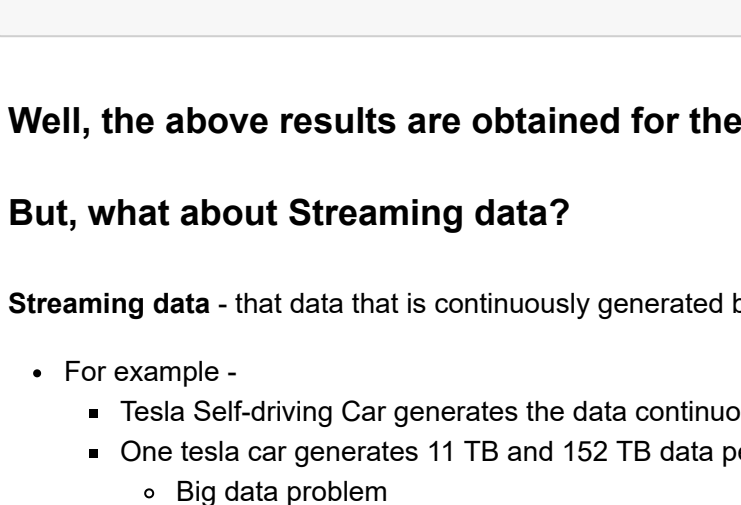 Well, the above results are obtained for the
But, what about Streaming data?
Streaming data - that data that is continuously generated
For example -
Tesla Self-driving Car generates the data
One tesla car generates 11 TB and 152 TB data
Big data problem